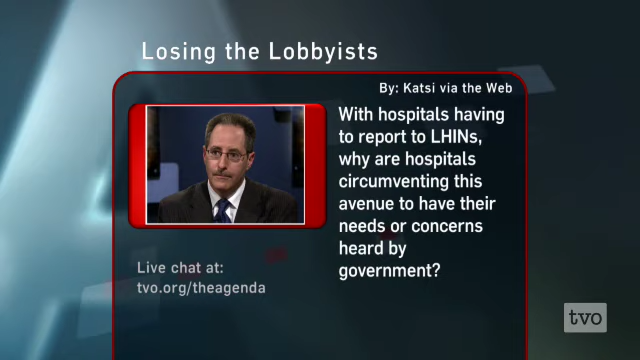 Losing the Lobbyists
By: Katsi via the Web
With hospitals having
to report to LHINs,
why are hospitals
circumventing this
avenue to have their
needs or concerns
heard by
government?
Live chat at:
tvo.org/theagenda
tvo